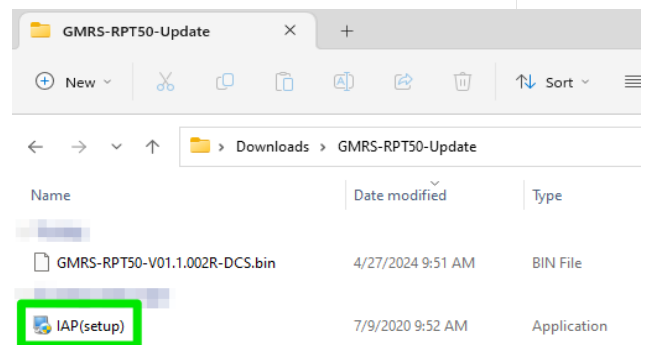 GMRS-RPT50-Update
New
Sort
Downloads GMRS-RPT50-Update
Name Date modified Type
GMRS-RPT50-V01.1.002R-DCS.bin 4/27/2024 9:51 AM BIN File
IAP(setup) 7/9/2020 9:52 AM Application